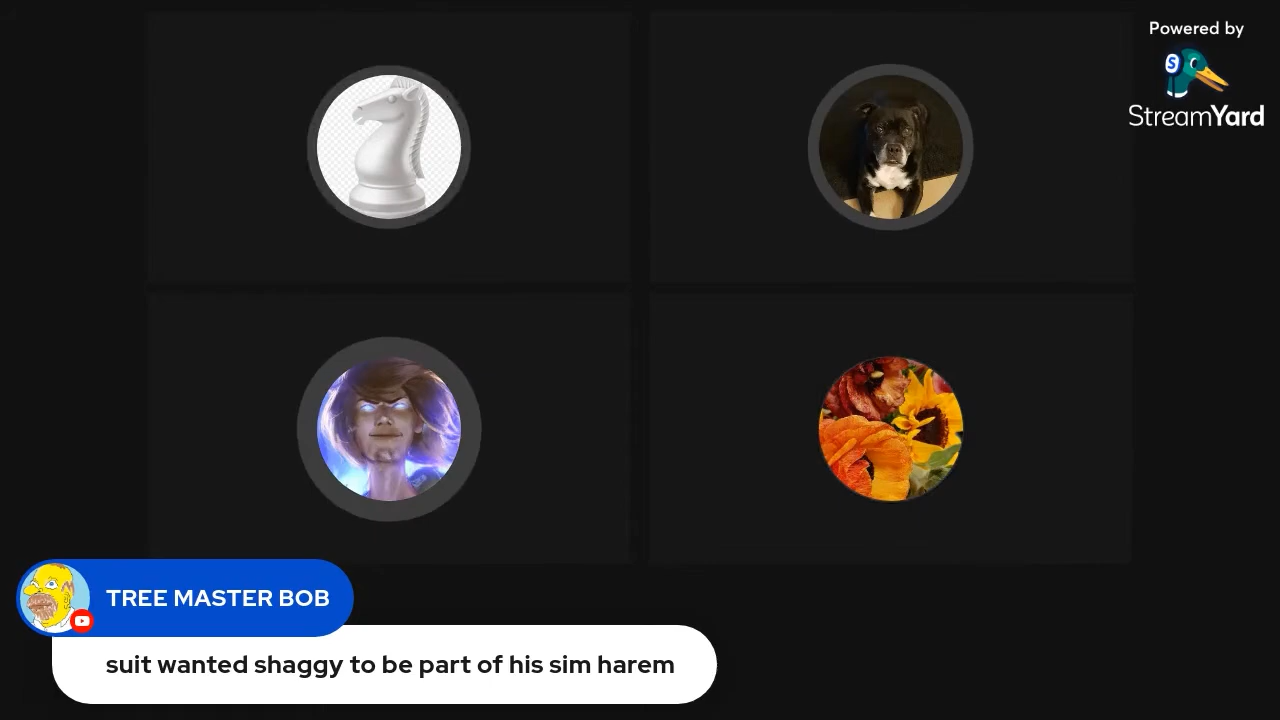 Powered by
StreamYard
TREE MASTER BOB
suit wanted shaggy to be part of his sim harem